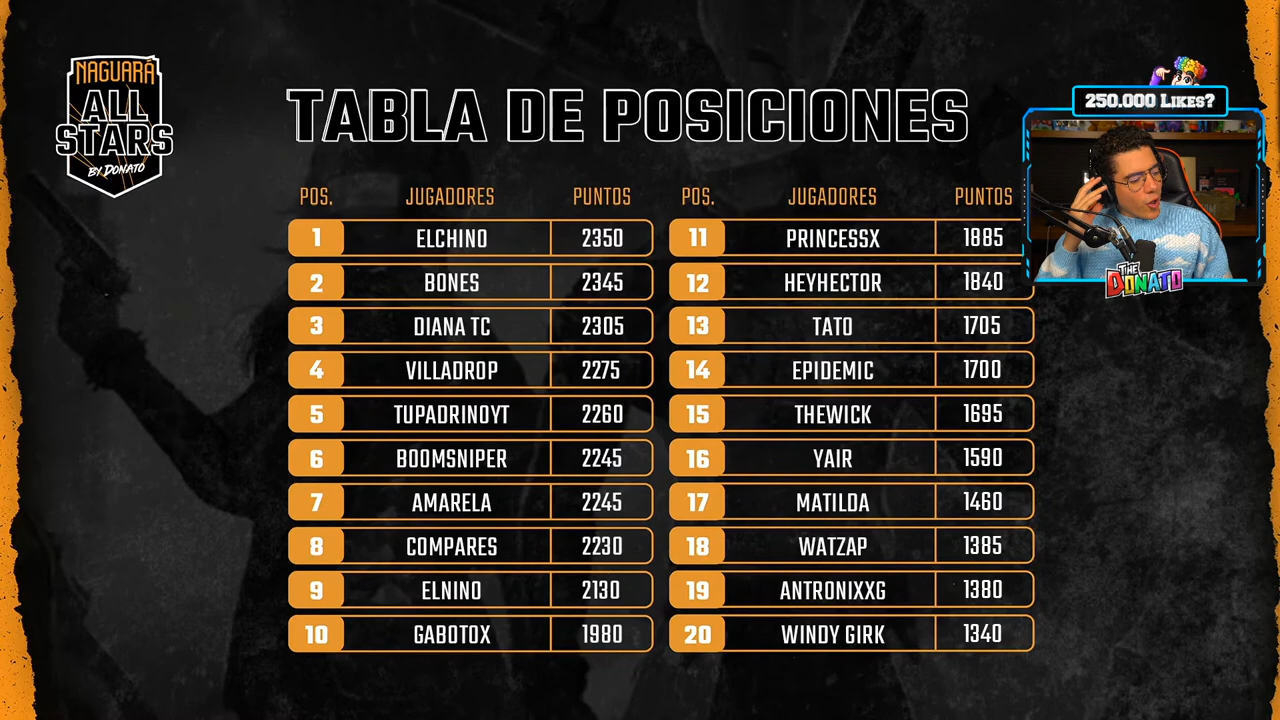 NAGUARÁ
ALL
STARS
BY DONATO
TABLA DE POSICIONES
250.000 LIKES?
THE
DONATO
POS. JUGADORES PUNTOS
1 ELCHINO 2350
2 BONES 2345
3 DIANA TC 2305
4 VILLADROP 2275
5 TUPADRINOYT 2260
6 BOOMSNIPER 2245
7 AMARELA 2245
8 COMPARES 2230
9 ELNINO 2130
10 GABOTOX 1980
POS. JUGADORES PUNTOS
11 PRINCESSX 1885
12 HEYHECTOR 1840
13 TATO 1705
14 EPIDEMIC 1700
15 THEWICK 1695
16 YAIR 1590
17 MATILDA 1460
18 WATZAP 1385
19 ANTRONIXXG 1380
20 WINDY GIRK 1340